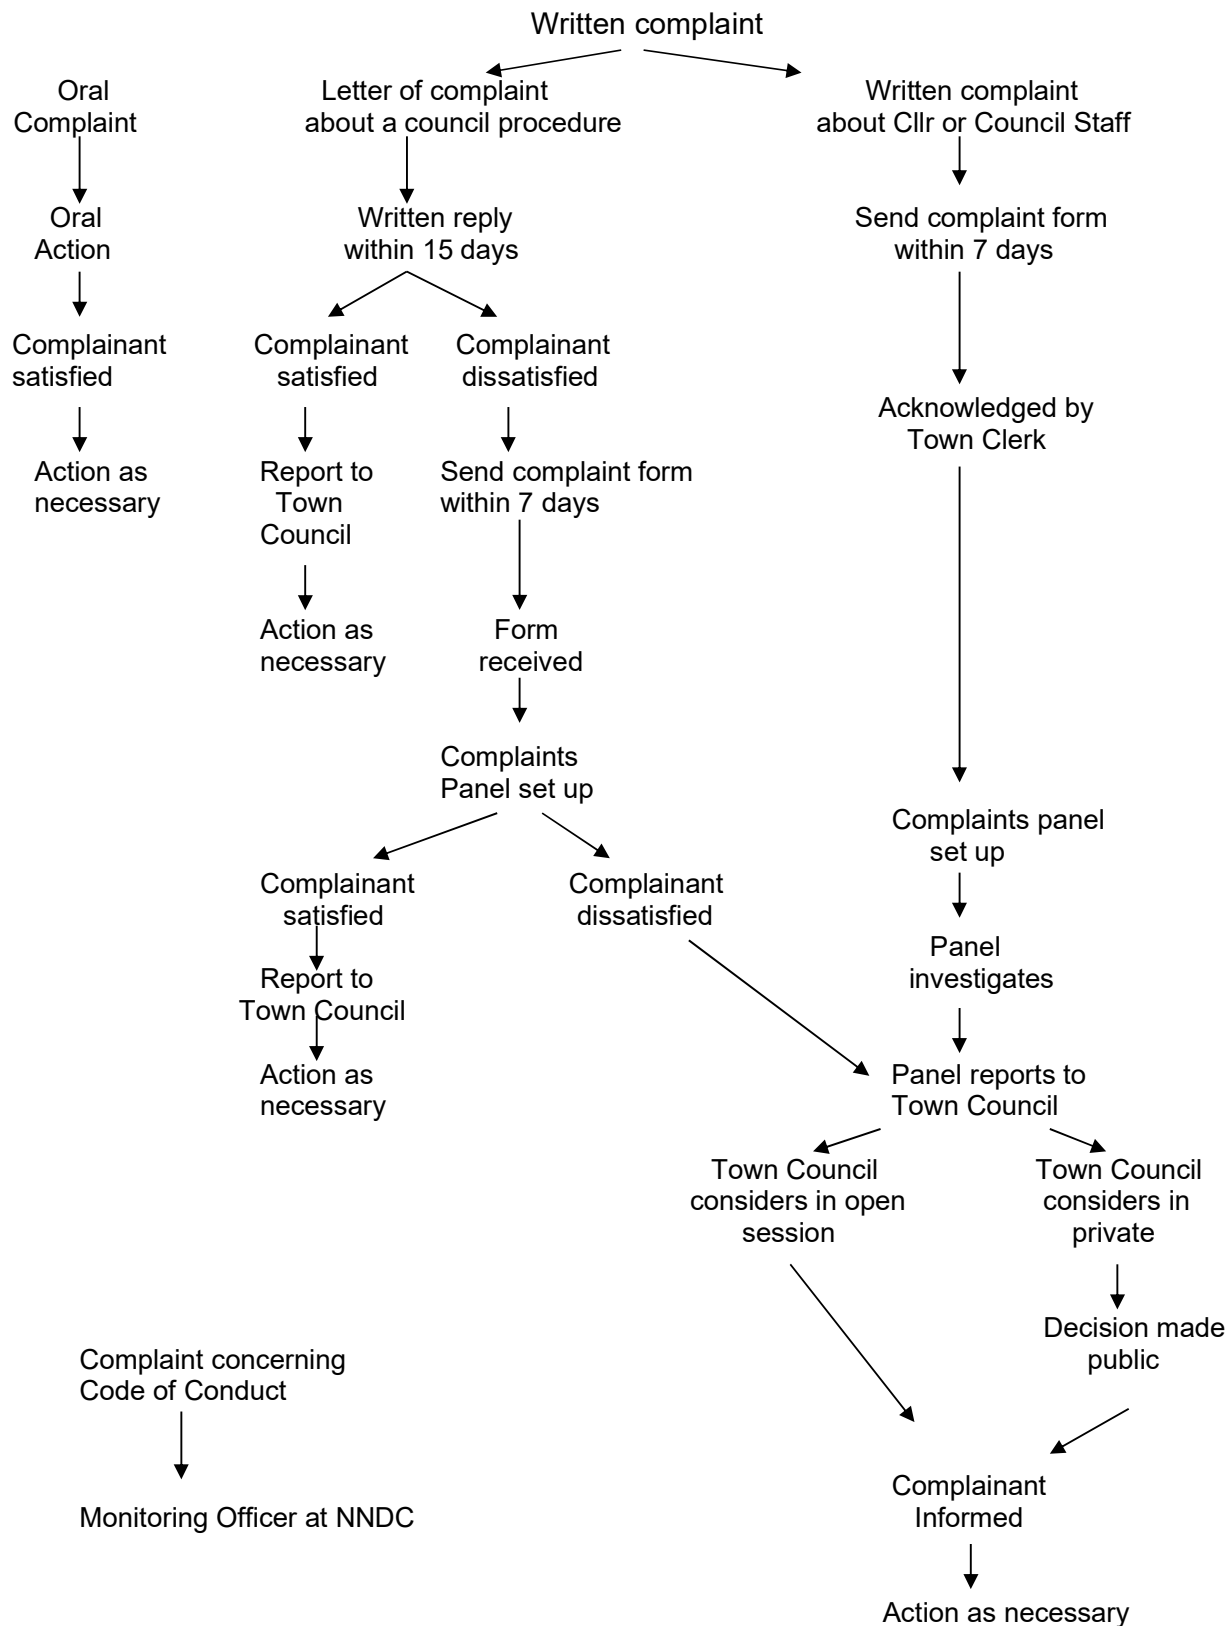 Written complaint
Oral
Complaint
Letter of complaint
about a council procedure
Written complaint
about Cllr or Council Staff
Oral
Action
Written reply
within 15 days
Send complaint form
within 7 days
Complainant
satisfied
Complainant
satisfied
Complainant
dissatisfied
Acknowledged by
Town Clerk
Action as
necessary
Report to
Town
Council
Send complaint form
within 7 days
Action as
necessary
Form
received
Complaints
Panel set up
Complaints panel
set up
Complainant
satisfied
Complainant
dissatisfied
Panel
investigates
Report to
Town Council
Action as
necessary
Panel reports to
Town Council
Town Council
considers in open
session
Town Council
considers in
private
Decision made
public
Complaint concerning
Code of Conduct
Monitoring Officer at NNDC
Complainant
Informed
Action as necessary